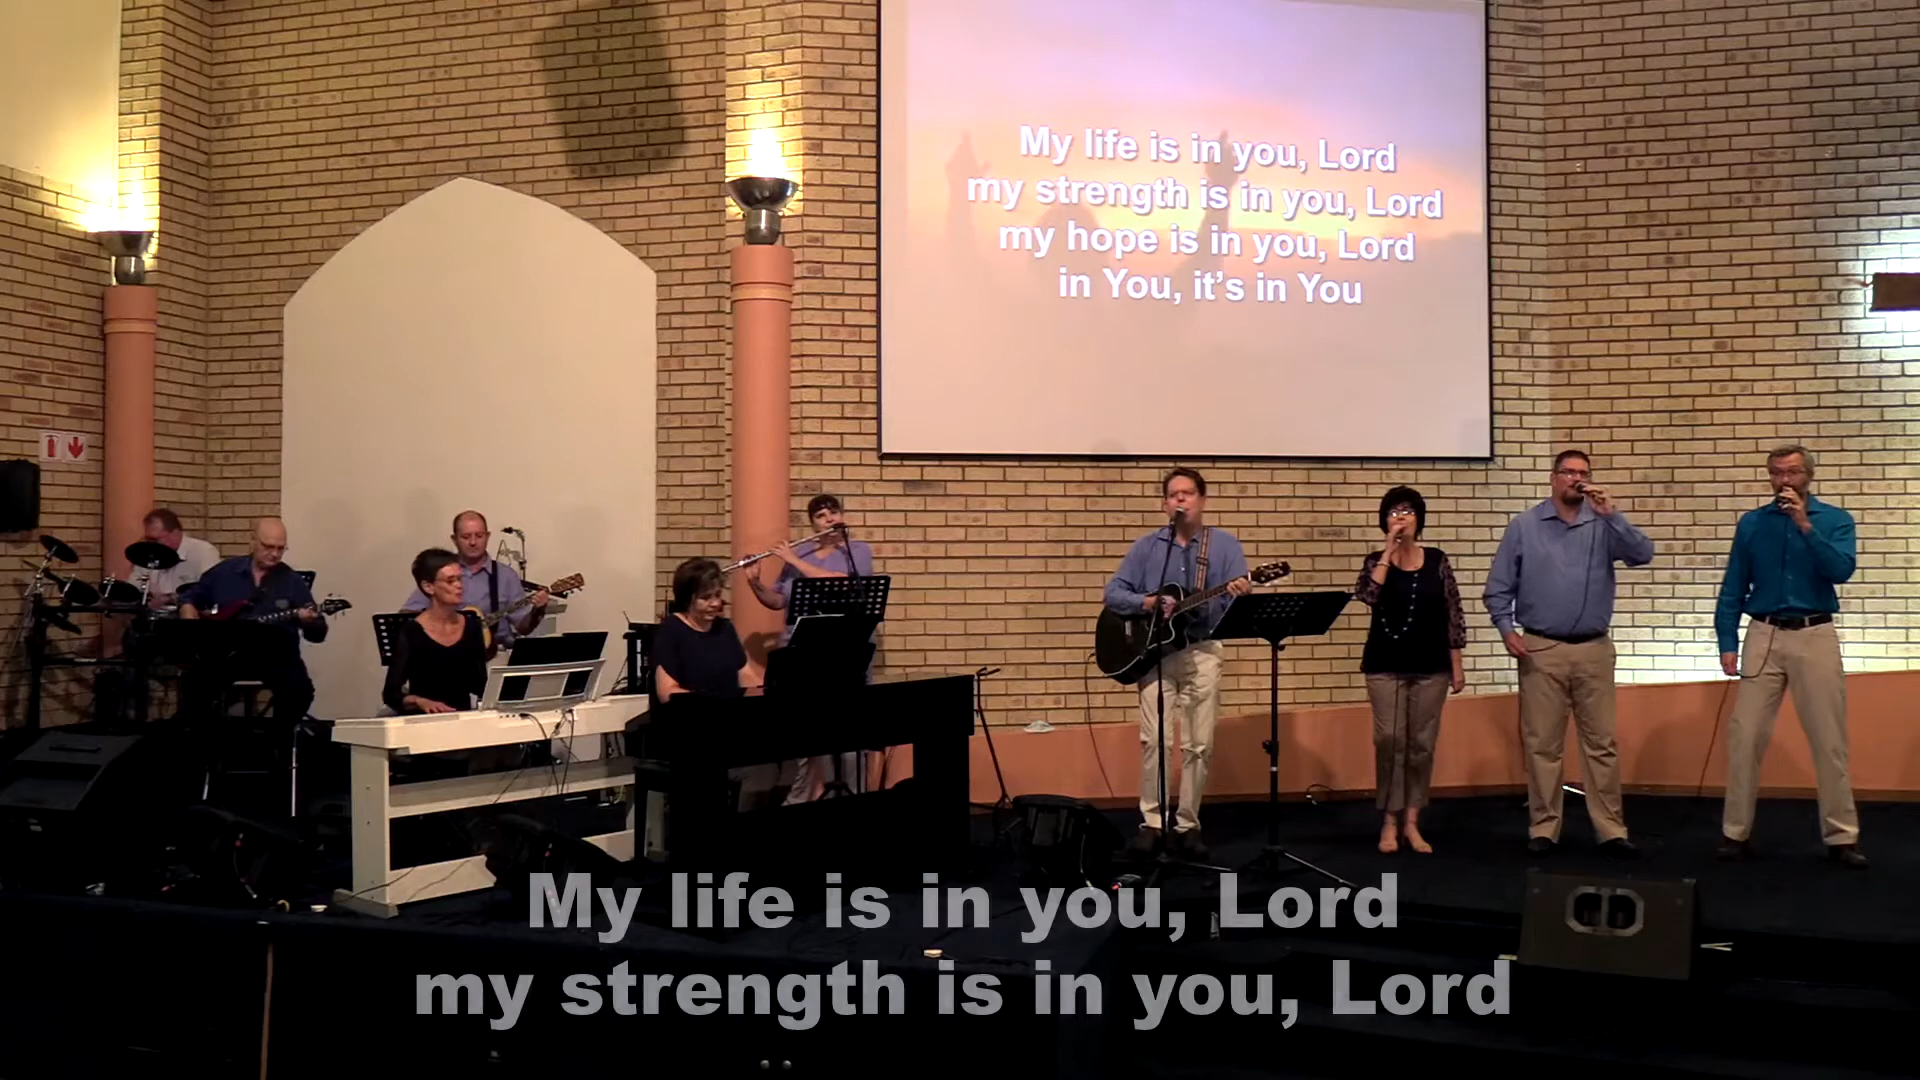 My life is in you, Lord
my strength is in you, Lord
my hope is in you, Lord
in You, it's in You
My life is in you, Lord
my strength is in you, Lord